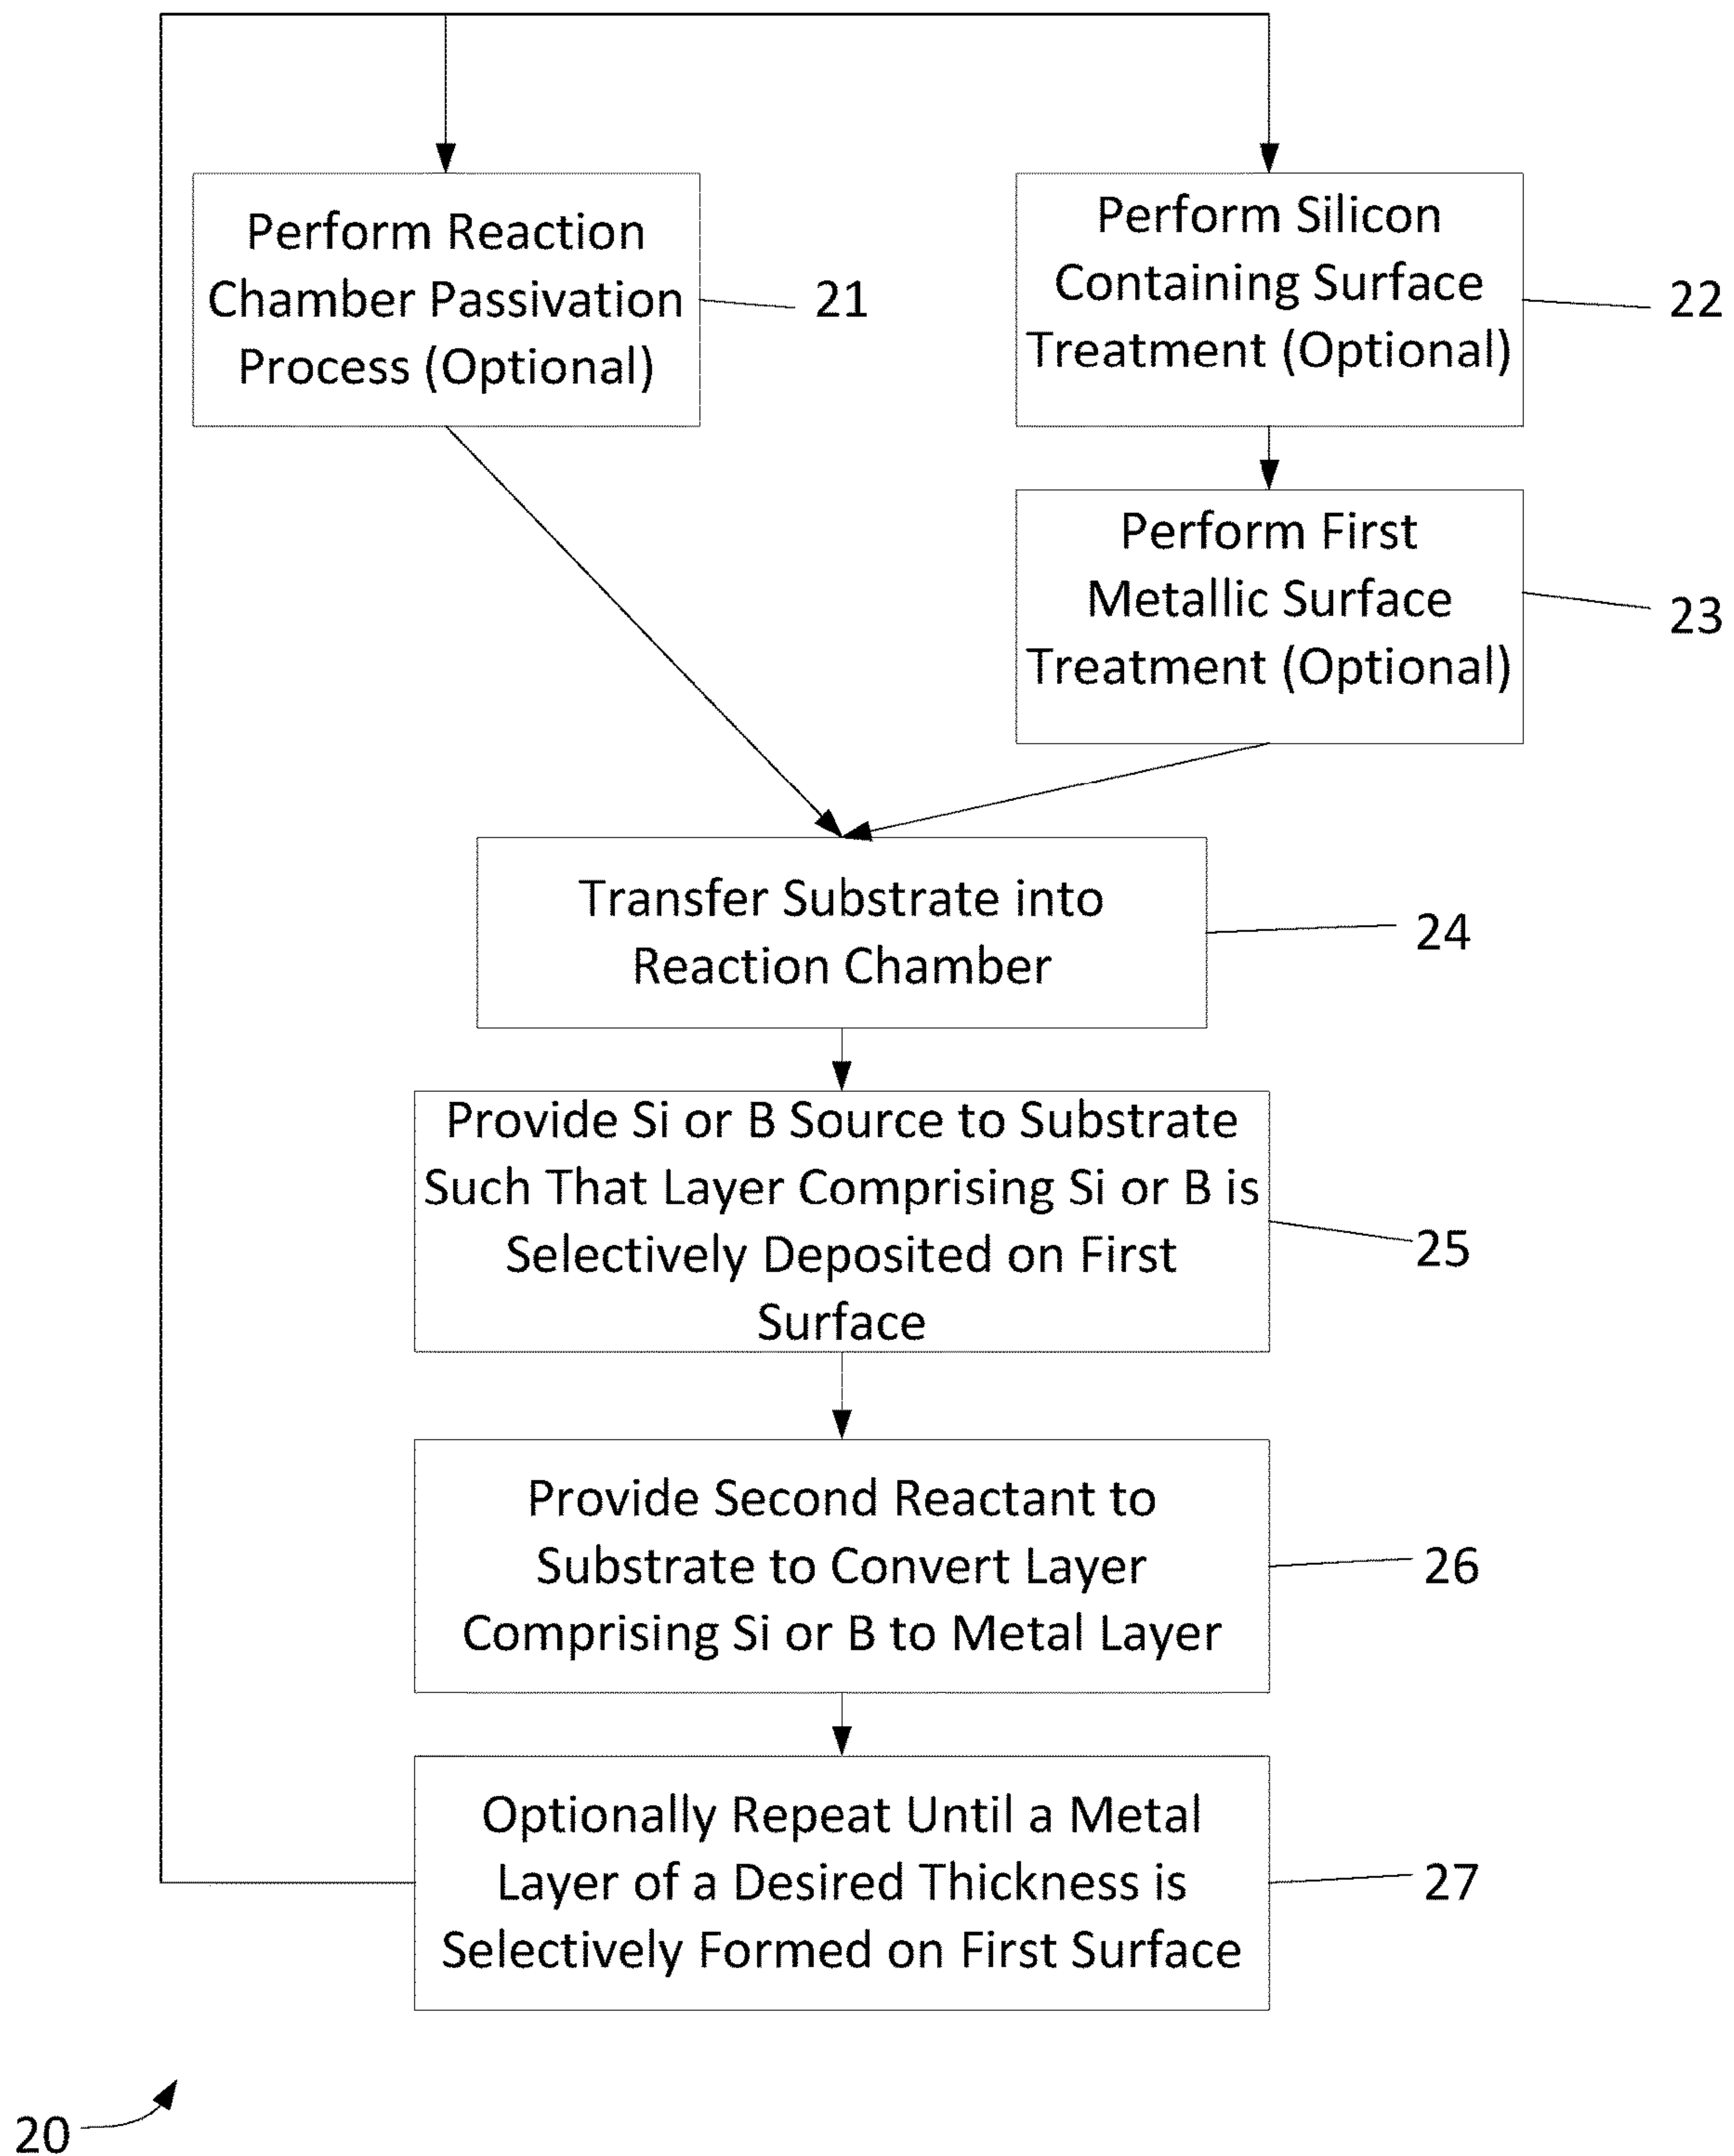 Perform Reaction
Chamber Passivation
Process (Optional)
21
Perform Silicon
Containing Surface
Treatment (Optional)
22
Perform First
Metallic Surface
Treatment (Optional)
23
Transfer Substrate into
Reaction Chamber
24
Provide Si or B Source to Substrate
Such That Layer Comprising Si or B is
Selectively Deposited on First
Surface
25
Provide Second Reactant to
Substrate to Convert Layer
Comprising Si or B to Metal Layer
26
Optionally Repeat Until a Metal
Layer of a Desired Thickness is
Selectively Formed on First Surface
27
20